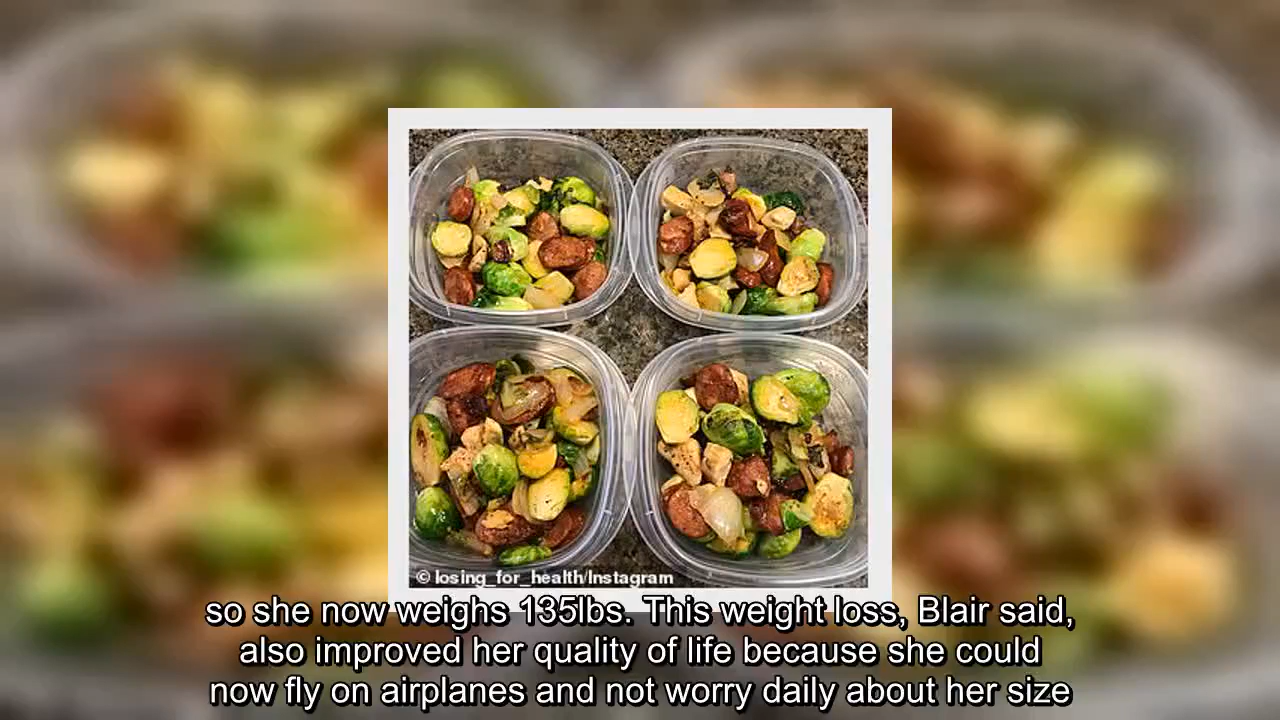 © losing_for_health/Instagram
so she now weighs 135lbs. This weight loss, Blair said,
also improved her quality of life because she could
now fly on airplanes and not worry daily about her size